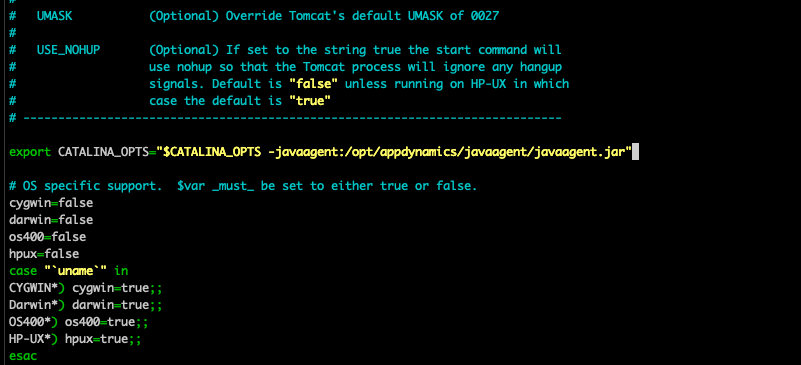 #   UMASK           (Optional) Override Tomcat's default UMASK of 0027
#
#   USE_NOHUP       (Optional) If set to the string true the start command will
#                   use nohup so that the Tomcat process will ignore any hangup
#                   signals. Default is "false" unless running on HP-UX in which
#                   case the default is "true"
# -----------------------------------------------------------------------------
export CATALINA_OPTS="$CATALINA_OPTS -javaagent:/opt/appdynamics/javaagent/javaagent.jar"
# OS specific support.  $var _must_ be set to either true or false.
cygwin=false
darwin=false
os400=false
hpux=false
case "`uname`" in
CYGWIN*) cygwin=true;;
Darwin*) darwin=true;;
OS400*) os400=true;;
HP-UX*) hpux=true;;
esac